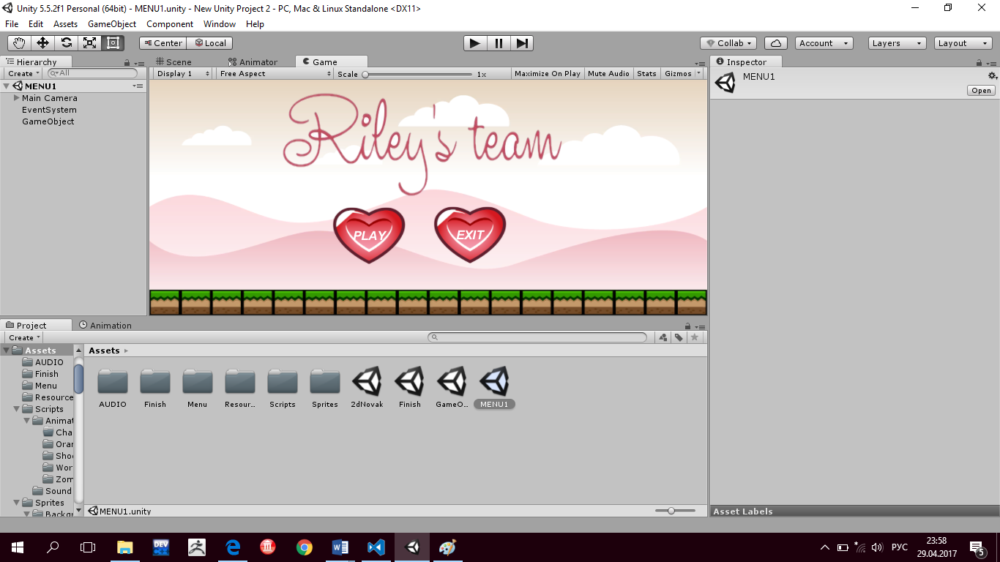 Unity 5.5.2f1 Personal (64bit) - MENU1.unity - New Unity Project 2 - PC, Mac & Linux Standalone <DX11>
File Edit Assets GameObject Component Window Help
Center Local Collab Account Layers Layout
Hierarchy Scene Animator Game Inspector
Create All Display 1 Free Aspect Scale 1x Maximize On Play Mute Audio Stats Gizmos MENU1
MENU1 Open
Main Camera
EventSystem
GameObject
Riley's team
PLAY EXIT
Project Animation
Create
Assets Assets
AUDIO
Finish
Menu
Resource
Scripts
Animat
Cha
Oran
Shoo
Wor
Zom
Sound
Sprites
Backgr
AUDIO Finish Menu Resour... Scripts Sprites 2dNovak Finish GameO... MENU1
MENU1.unity Asset Labels
DEV C++ РУС 23:58
29.04.2017 5